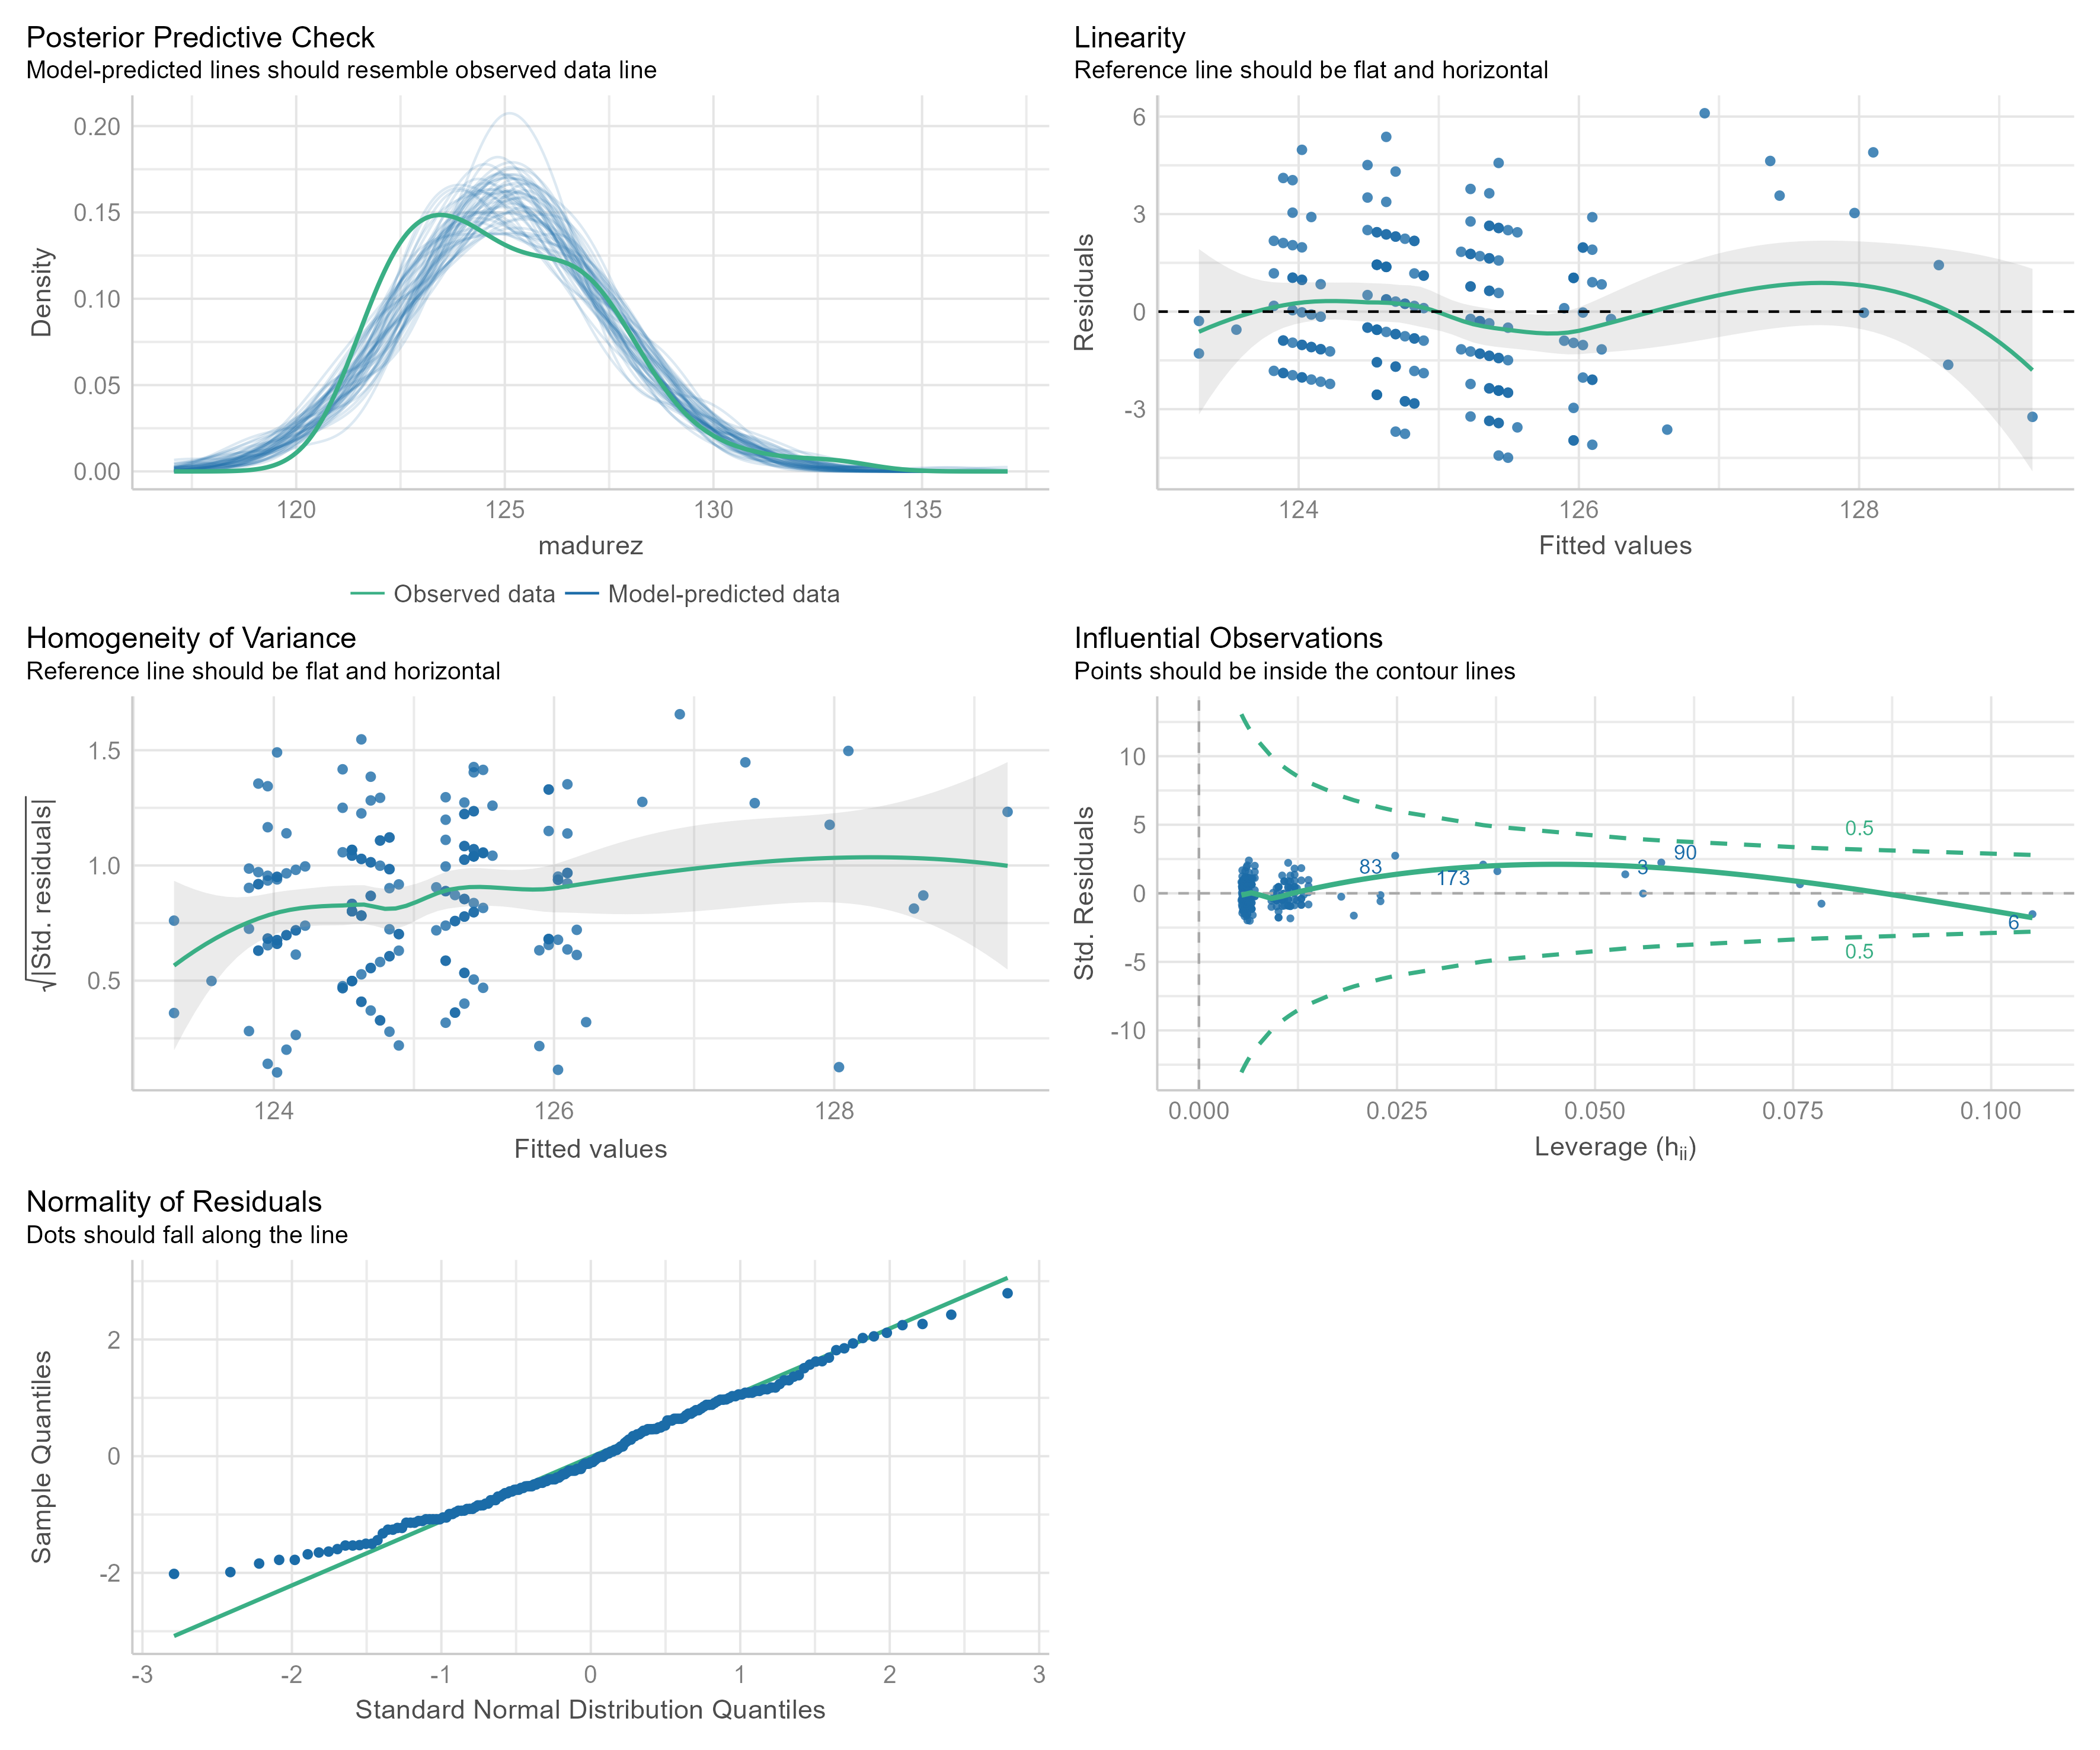 Posterior Predictive Check
Model-predicted lines should resemble observed data line
0.20
0.15
0.10
0.05
0.00
Density
120 125 130 135
madurez
Observed data Model-predicted data
Linearity
Reference line should be flat and horizontal
6
3
0
-3
Residuals
124 126 128
Fitted values
Homogeneity of Variance
Reference line should be flat and horizontal
1.5
1.0
0.5
√|Std. residuals|
124 126 128
Fitted values
Influential Observations
Points should be inside the contour lines
10
5
0
-5
-10
Std. Residuals
0.5
90
83
3
173
6
0.5
0.000 0.025 0.050 0.075 0.100
Leverage (hii)
Normality of Residuals
Dots should fall along the line
2
0
-2
Sample Quantiles
-3 -2 -1 0 1 2 3
Standard Normal Distribution Quantiles